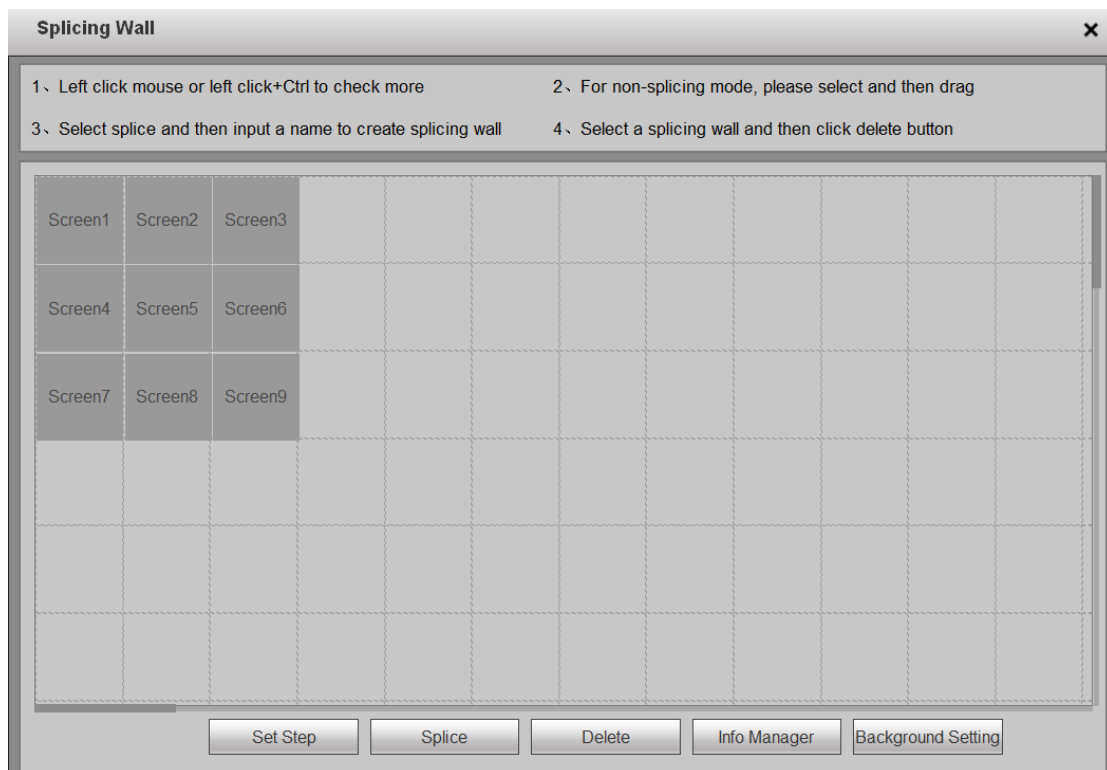 Splicing Wall
1、Left click mouse or left click+Ctrl to check more
2、For non-splicing mode, please select and then drag
3、Select splice and then input a name to create splicing wall
4、Select a splicing wall and then click delete button
Screen1 Screen2 Screen3
Screen4 Screen5 Screen6
Screen7 Screen8 Screen9
Set Step Splice Delete Info Manager Background Setting